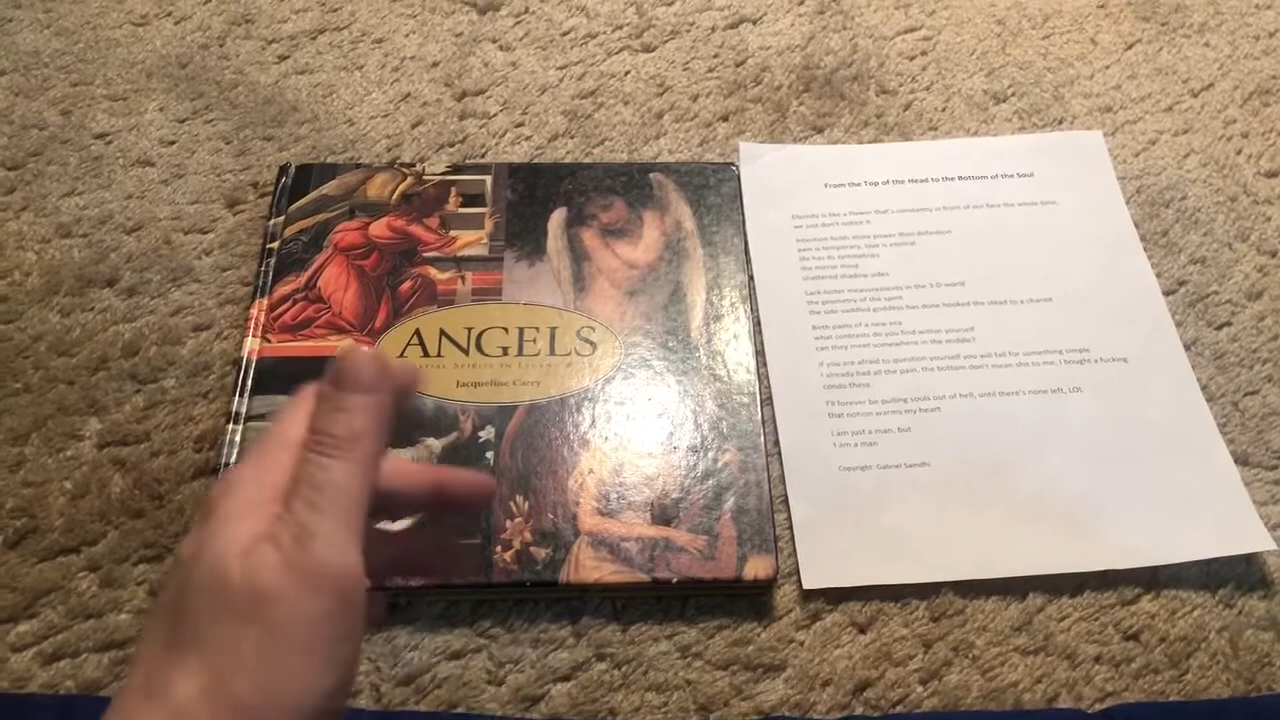 ANGELS
SPIRITS IN
Jacqueline Carey
From the Top of the Head to the Bottom of the Soul
Eternity is like a flower that's constantly in front of our face the whole time,
we just don't notice it.
Intention holds more power than definition
pain is temporary, love is eternal
life has its symmetries
the mirror mind
shattered shadow sides
Lack-luster measurements in the 3-D-world
the geometry of the spirit
the side-saddled goddess has done hooked the stead to a chariot
Birth pains of a new era
what contrasts do you find within yourself
can they meet somewhere in the middle?
If you are afraid to question yourself you will fall for something simple
I already had all the pain, the bottom don't mean shit to me, I bought a fucking
condo there.
I'll forever be pulling souls out of hell, until there's none left, LOL
that notion warms my heart
I am just a man, but
I am a man
Copyright: Gabriel Samdhi